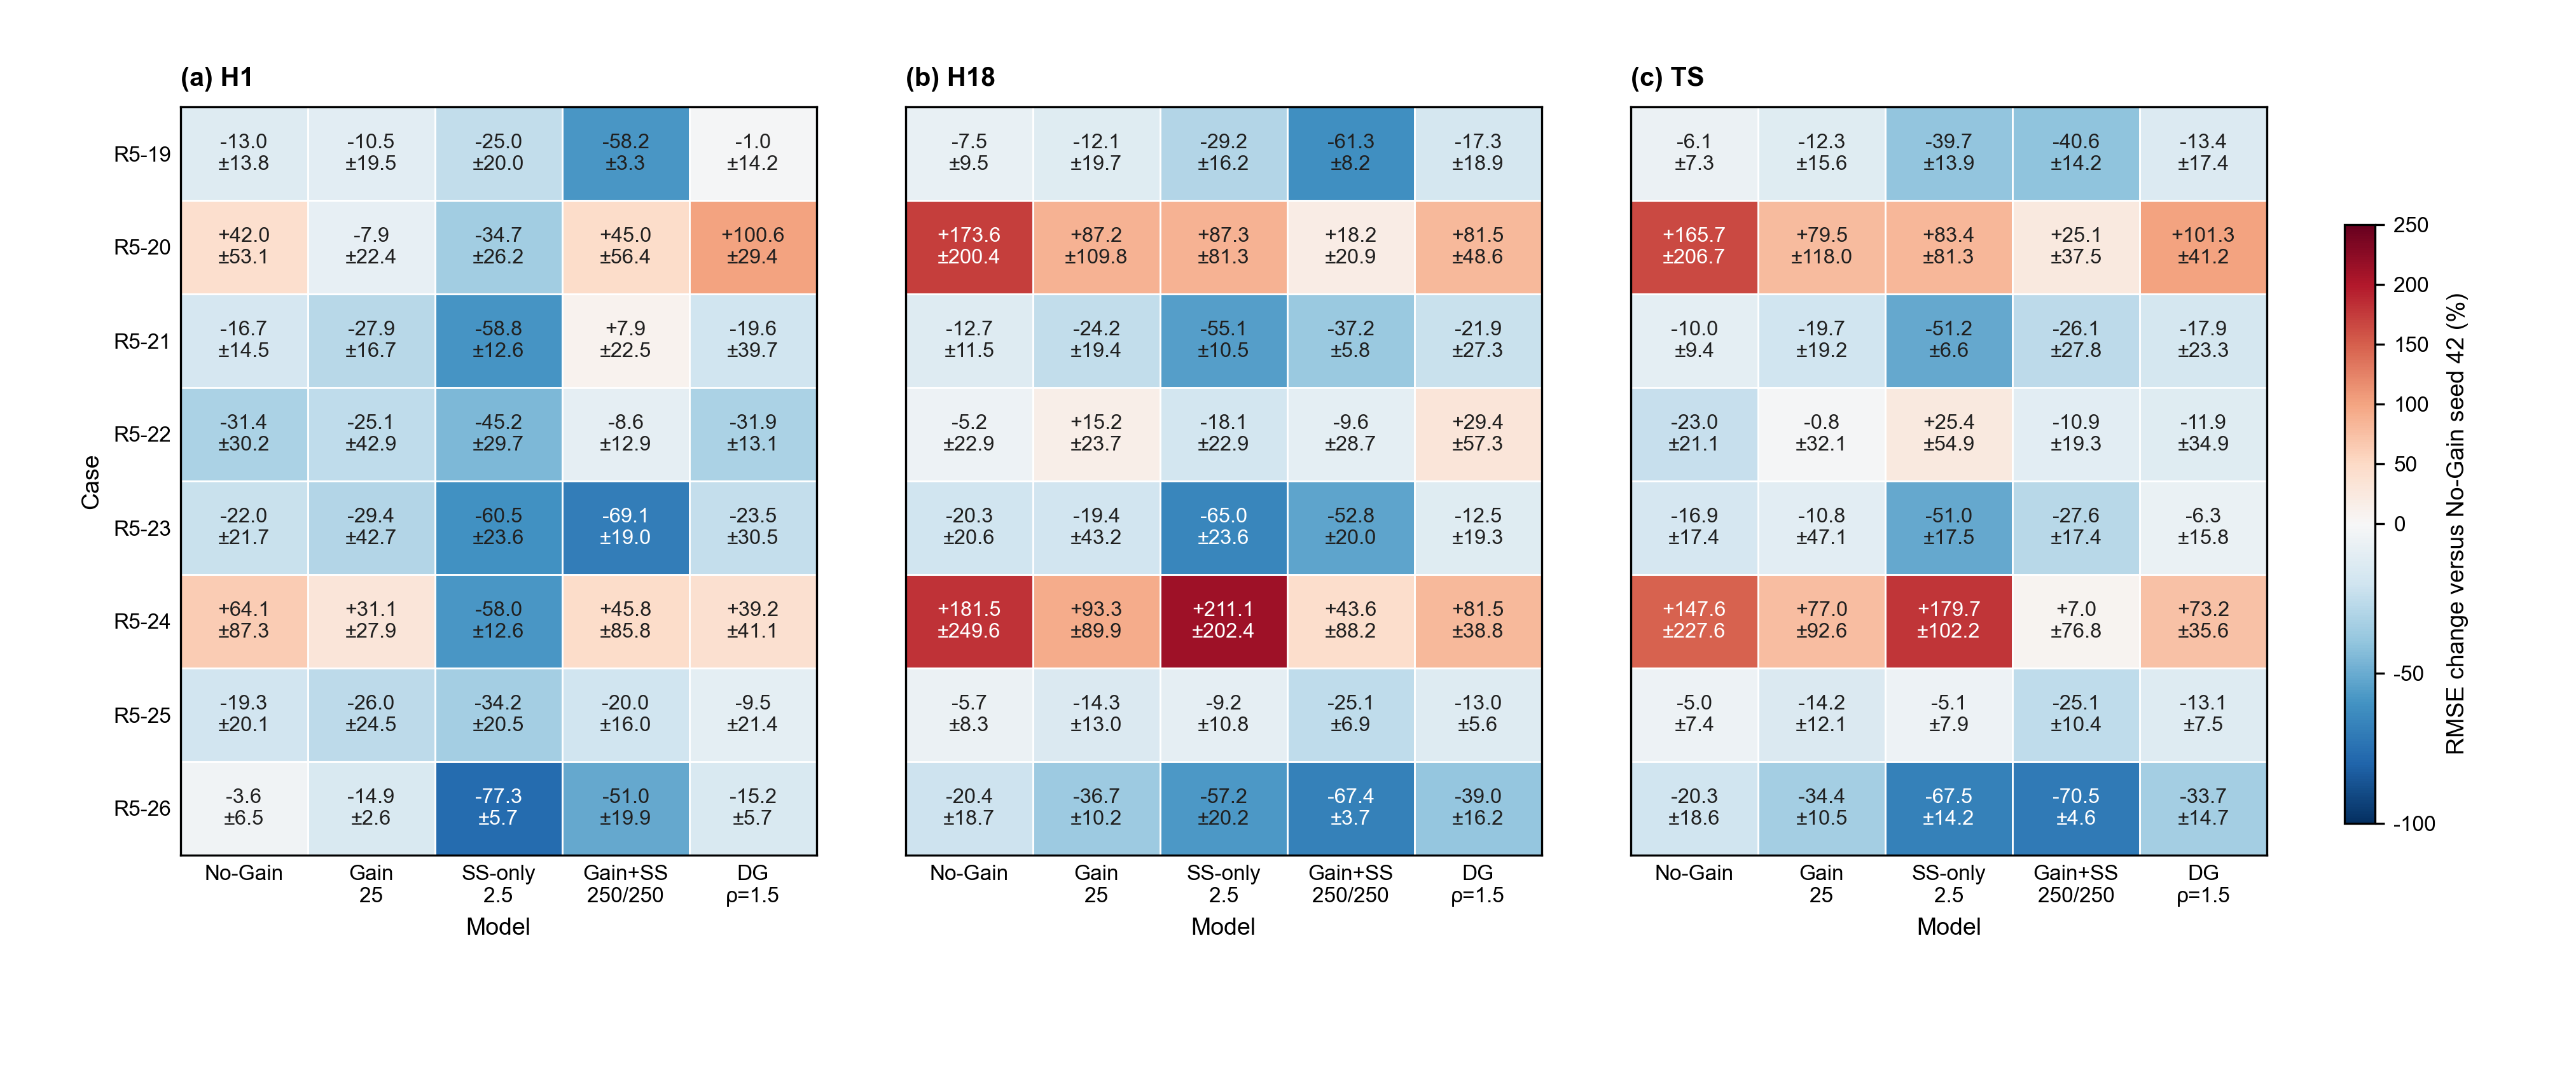 (a) H1
(b) H18
(c) TS
Case
R5-19
-13.0 -10.5 -25.0 -58.2 -1.0
±13.8 ±19.5 ±20.0 ±3.3 ±14.2
R5-20
+42.0 -7.9 -34.7 +45.0 +100.6
±53.1 ±22.4 ±26.2 ±56.4 ±29.4
R5-21
-16.7 -27.9 -58.8 +7.9 -19.6
±14.5 ±16.7 ±12.6 ±22.5 ±39.7
R5-22
-31.4 -25.1 -45.2 -8.6 -31.9
±30.2 ±42.9 ±29.7 ±12.9 ±13.1
R5-23
-22.0 -29.4 -60.5 -69.1 -23.5
±21.7 ±42.7 ±23.6 ±19.0 ±30.5
R5-24
+64.1 +31.1 -58.0 +45.8 +39.2
±87.3 ±27.9 ±12.6 ±85.8 ±41.1
R5-25
-19.3 -26.0 -34.2 -20.0 -9.5
±20.1 ±24.5 ±20.5 ±16.0 ±21.4
R5-26
-3.6 -14.9 -77.3 -51.0 -15.2
±6.5 ±2.6 ±5.7 ±19.9 ±5.7
No-Gain Gain SS-only Gain+SS DG
25 2.5 250/250 ρ=1.5
Model
-7.5 -12.1 -29.2 -61.3 -17.3
±9.5 ±19.7 ±16.2 ±8.2 ±18.9
+173.6 +87.2 +87.3 +18.2 +81.5
±200.4 ±109.8 ±81.3 ±20.9 ±48.6
-12.7 -24.2 -55.1 -37.2 -21.9
±11.5 ±19.4 ±10.5 ±5.8 ±27.3
-5.2 +15.2 -18.1 -9.6 +29.4
±22.9 ±23.7 ±22.9 ±28.7 ±57.3
-20.3 -19.4 -65.0 -52.8 -12.5
±20.6 ±43.2 ±23.6 ±20.0 ±19.3
+181.5 +93.3 +211.1 +43.6 +81.5
±249.6 ±89.9 ±202.4 ±88.2 ±38.8
-5.7 -14.3 -9.2 -25.1 -13.0
±8.3 ±13.0 ±10.8 ±6.9 ±5.6
-20.4 -36.7 -57.2 -67.4 -39.0
±18.7 ±10.2 ±20.2 ±3.7 ±16.2
No-Gain Gain SS-only Gain+SS DG
25 2.5 250/250 ρ=1.5
Model
-6.1 -12.3 -39.7 -40.6 -13.4
±7.3 ±15.6 ±13.9 ±14.2 ±17.4
+165.7 +79.5 +83.4 +25.1 +101.3
±206.7 ±118.0 ±81.3 ±37.5 ±41.2
-10.0 -19.7 -51.2 -26.1 -17.9
±9.4 ±19.2 ±6.6 ±27.8 ±23.3
-23.0 -0.8 +25.4 -10.9 -11.9
±21.1 ±32.1 ±54.9 ±19.3 ±34.9
-16.9 -10.8 -51.0 -27.6 -6.3
±17.4 ±47.1 ±17.5 ±17.4 ±15.8
+147.6 +77.0 +179.7 +7.0 +73.2
±227.6 ±92.6 ±102.2 ±76.8 ±35.6
-5.0 -14.2 -5.1 -25.1 -13.1
±7.4 ±12.1 ±7.9 ±10.4 ±7.5
-20.3 -34.4 -67.5 -70.5 -33.7
±18.6 ±10.5 ±14.2 ±4.6 ±14.7
No-Gain Gain SS-only Gain+SS DG
25 2.5 250/250 ρ=1.5
Model
250
200
150
100
50
0
-50
-100
RMSE change versus No-Gain seed 42 (%)